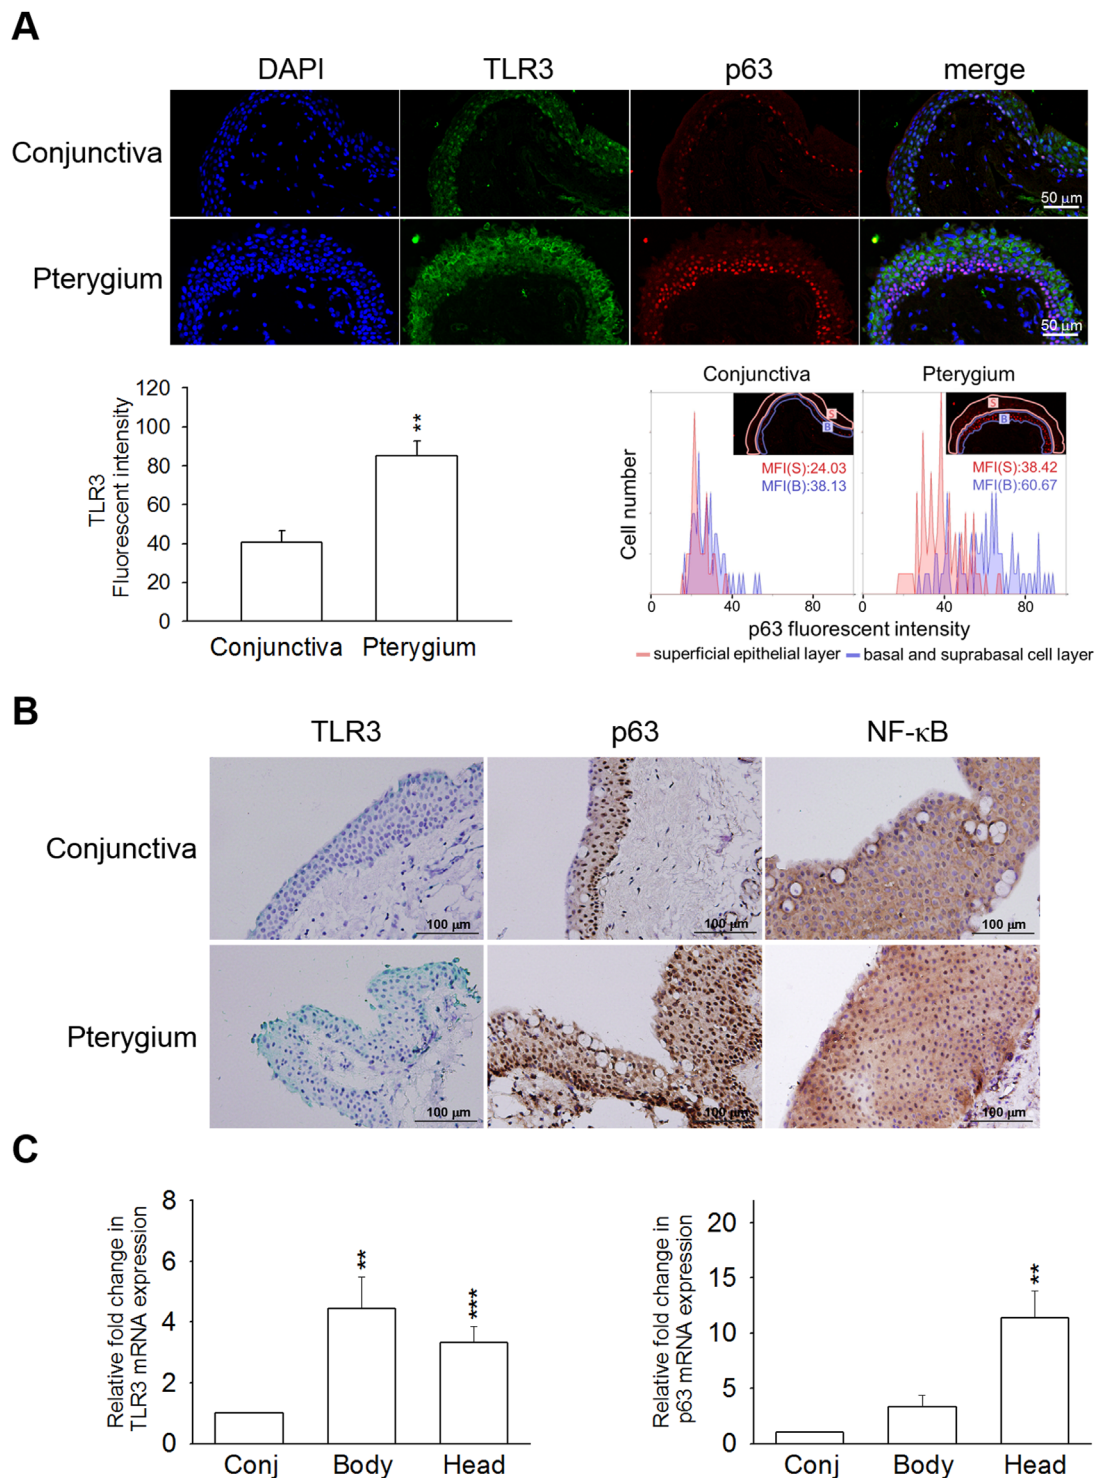 A
DAPI TLR3 p63 merge
Conjunctiva
50 μm
Pterygium
50 μm
120
100
80
60
40
20
0
TLR3
Fluorescent intensity
**
Conjunctiva Pterygium
Conjunctiva Pterygium
S
B
MFI(S):24.03
MFI(B):38.13
S
B
MFI(S):38.42
MFI(B):60.67
Cell number
0 40 80 40 80
p63 fluorescent intensity
superficial epithelial layer basal and suprabasal cell layer
B
TLR3 p63 NF-κB
Conjunctiva
100 μm 100 μm 100 μm
Pterygium
100 μm 100 μm 100 μm
C
Relative fold change in
TLR3 mRNA expression
8
6
4
2
0
**
***
Conj Body Head
Relative fold change in
p63 mRNA expression
20
15
10
5
0
**
Conj Body Head